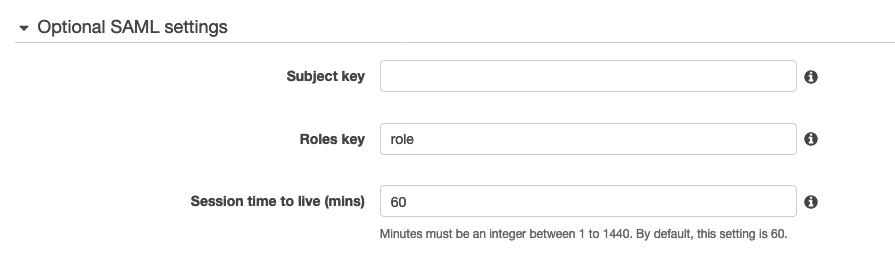 Optional SAML settings
Subject key
Roles key role
Session time to live (mins) 60
Minutes must be an integer between 1 to 1440. By default, this setting is 60.